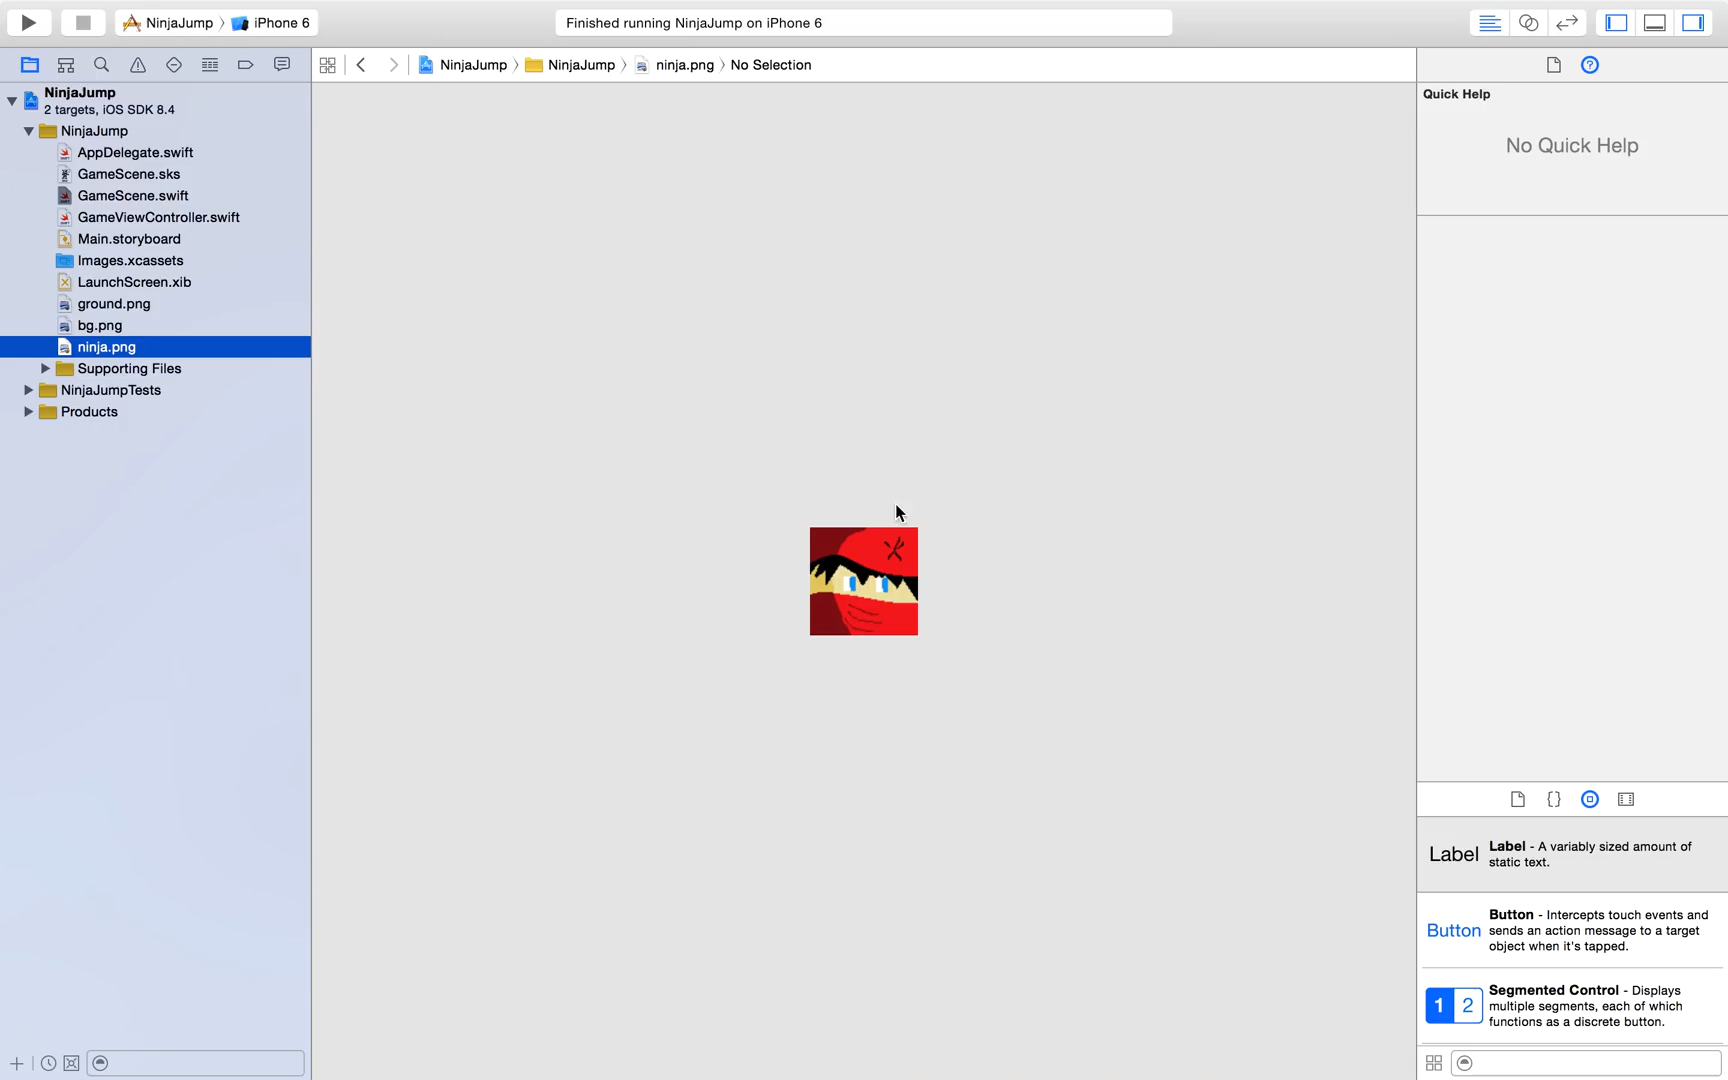 NinjaJump
iPhone 6
Finished running NinjaJump on iPhone 6
NinjaJump
NinjaJump
ninja.png
No Selection
NinjaJump
2 targets, iOS SDK 8.4
NinjaJump
AppDelegate.swift
GameScene.sks
GameScene.swift
GameViewController.swift
Main.storyboard
Images.xcassets
LaunchScreen.xib
ground.png
bg.png
ninja.png
Supporting Files
NinjaJumpTests
Products
Quick Help
No Quick Help
Label
Label - A variably sized amount of
static text.
Button
Button - Intercepts touch events and
sends an action message to a target
object when it's tapped.
1 2
Segmented Control - Displays
multiple segments, each of which
functions as a discrete button.